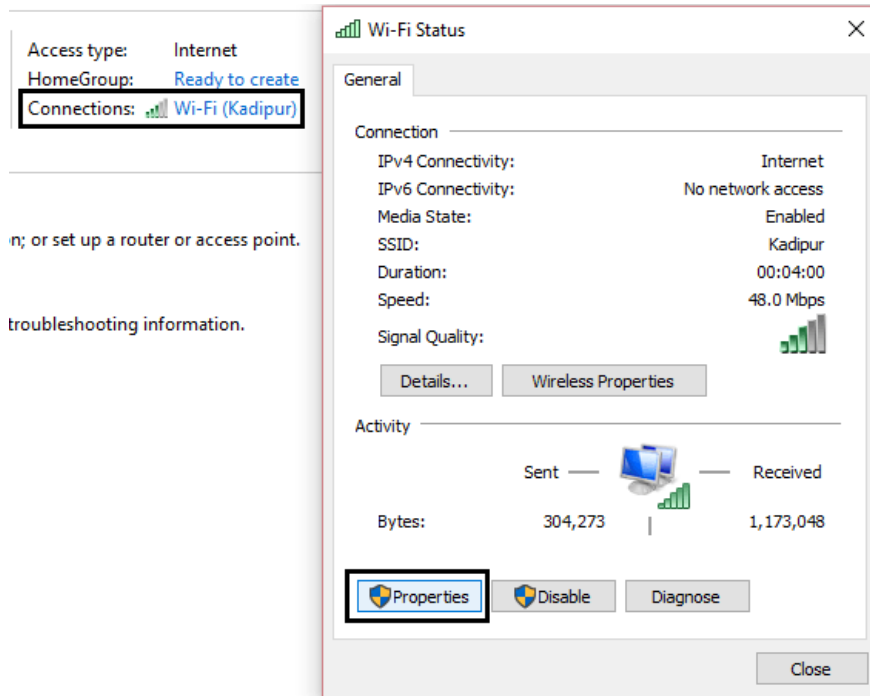 Access type: Internet
HomeGroup: Ready to create
Connections: Wi-Fi (Kadipur)
or set up a router or access point.
troubleshooting information.
Wi-Fi Status
General
Connection
IPv4 Connectivity: Internet
IPv6 Connectivity: No network access
Media State: Enabled
SSID: Kadipur
Duration: 00:04:00
Speed: 48.0 Mbps
Signal Quality:
Details... Wireless Properties
Activity
Sent Received
Bytes: 304,273 1,173,048
Properties Disable Diagnose
Close